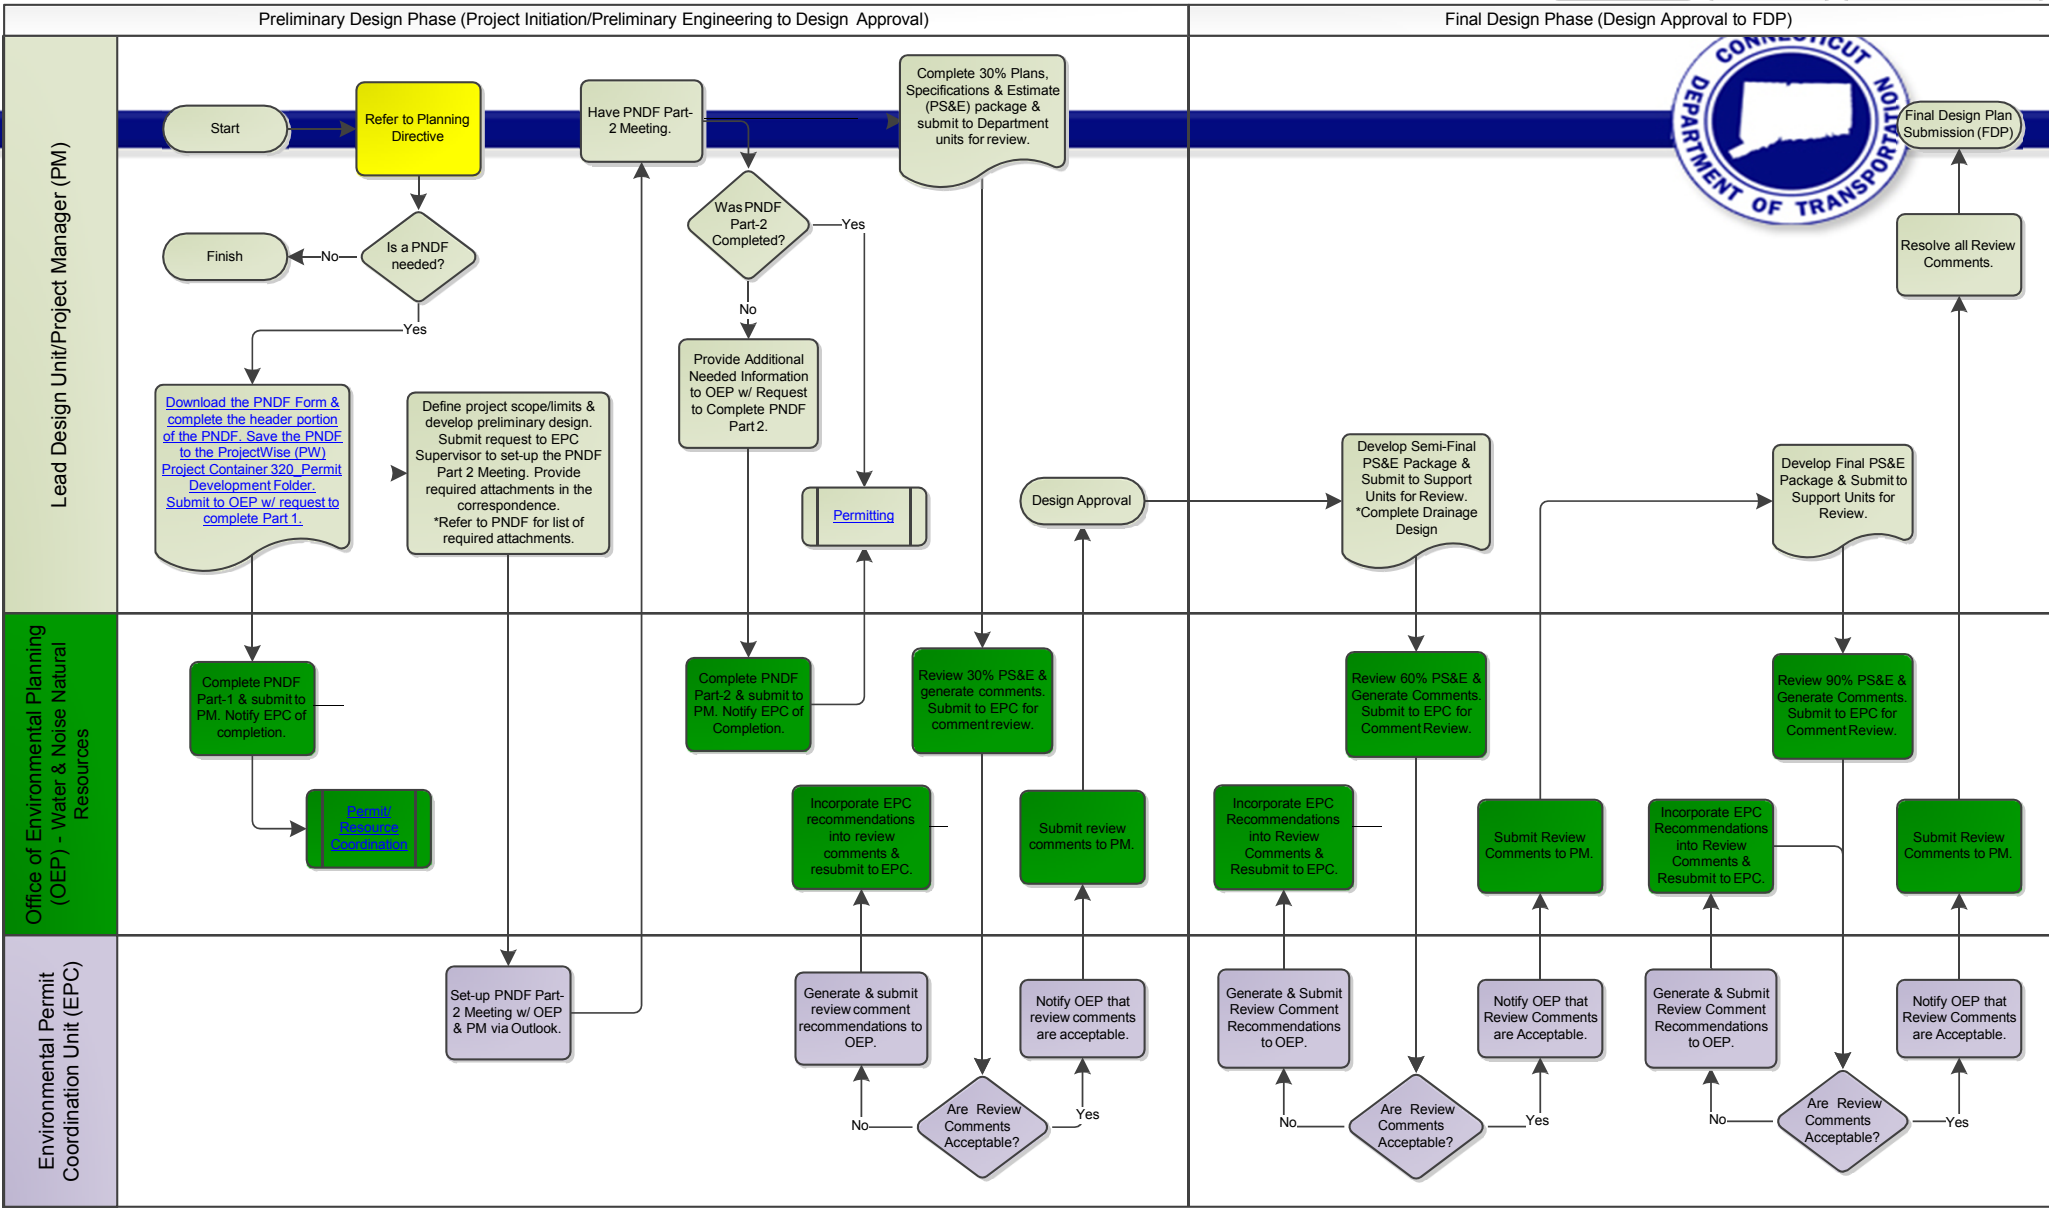 Preliminary Design Phase (Project Initiation/Preliminary Engineering to Design Approval)
Final Design Phase (Design Approval to FDP)
Lead Design Unit/Project Manager (PM)
Start
Refer to Planning
Directive
Is a PNDF
needed?
No
Finish
Yes
Download the PNDF Form &
complete the header portion
of the PNDF. Save the PNDF
to the ProjectWise (PW)
Project Container 320_Permit
Development Folder.
Submit to OEP w/ request to
complete Part 1.
Define project scope/limits &
develop preliminary design.
Submit request to EPC
Supervisor to set-up the PNDF
Part 2 Meeting. Provide
required attachments in the
correspondence.
*Refer to PNDF for list of
required attachments.
Have PNDF Part-
2 Meeting.
Was PNDF
Part-2
Completed?
Yes
No
Provide Additional
Needed Information
to OEP w/ Request
to Complete PNDF
Part 2.
Permitting
Complete 30% Plans,
Specifications & Estimate
(PS&E) package &
submit to Department
units for review.
Design Approval
Develop Semi-Final
PS&E Package &
Submit to Support
Units for Review.
*Complete Drainage
Design
Develop Final PS&E
Package & Submit to
Support Units for
Review.
CONNECTICUT
DEPARTMENT OF TRANSPORTATION
Final Design Plan
Submission (FDP)
Resolve all Review
Comments.
Office of Environmental Planning
(OEP) - Water & Noise Natural
Resources
Complete PNDF
Part-1 & submit to
PM. Notify EPC of
completion.
Permit/
Resource
Coordination
Complete PNDF
Part-2 & submit to
PM. Notify EPC of
Completion.
Review 30% PS&E &
generate comments.
Submit to EPC for
comment review.
Incorporate EPC
recommendations
into review
comments &
resubmit to EPC.
Submit review
comments to PM.
Review 60% PS&E &
Generate Comments.
Submit to EPC for
Comment Review.
Incorporate EPC
Recommendations
into Review
Comments &
Resubmit to EPC.
Submit Review
Comments to PM.
Review 90% PS&E &
Generate Comments.
Submit to EPC for
Comment Review.
Incorporate EPC
Recommendations
into Review
Comments &
Resubmit to EPC.
Submit Review
Comments to PM.
Environmental Permit
Coordination Unit (EPC)
Set-up PNDF Part-
2 Meeting w/ OEP
& PM via Outlook.
Generate & submit
review comment
recommendations to
OEP.
Notify OEP that
review comments
are acceptable.
No
Are Review
Comments
Acceptable?
Yes
Generate & Submit
Review Comment
Recommendations
to OEP.
Notify OEP that
Review Comments
are Acceptable.
No
Are Review
Comments
Acceptable?
Yes
Generate & Submit
Review Comment
Recommendations
to OEP.
Notify OEP that
Review Comments
are Acceptable.
No
Are Review
Comments
Acceptable?
Yes